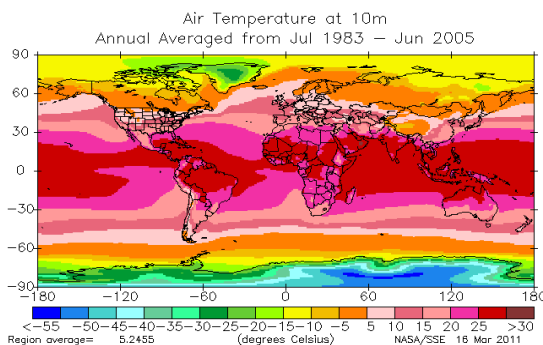 Air Temperature at 10m
Annual Averaged from Jul 1983 – Jun 2005
90
60
30
0
-30
-60
-90
-180 -120 -60 0 60 120 180
<-55 -50 -45 -40 -35 -30 -25 -20 -15 -10 -5 5 10 15 20 25 >30
Region average= 5.2455 (degrees Celsius) NASA/SSE 16 Mar 2011